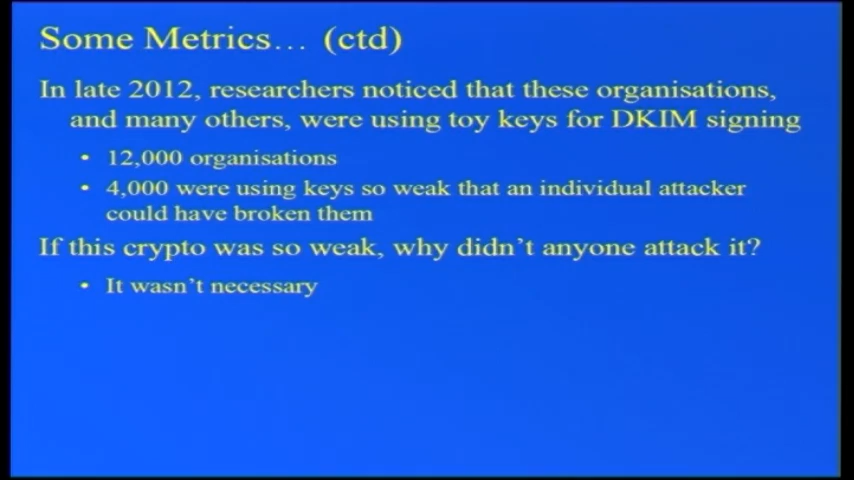 Some Metrics… (ctd)
In late 2012, researchers noticed that these organisations,
and many others, were using toy keys for DKIM signing
• 12,000 organisations
• 4,000 were using keys so weak that an individual attacker
could have broken them
If this crypto was so weak, why didn't anyone attack it?
• It wasn't necessary